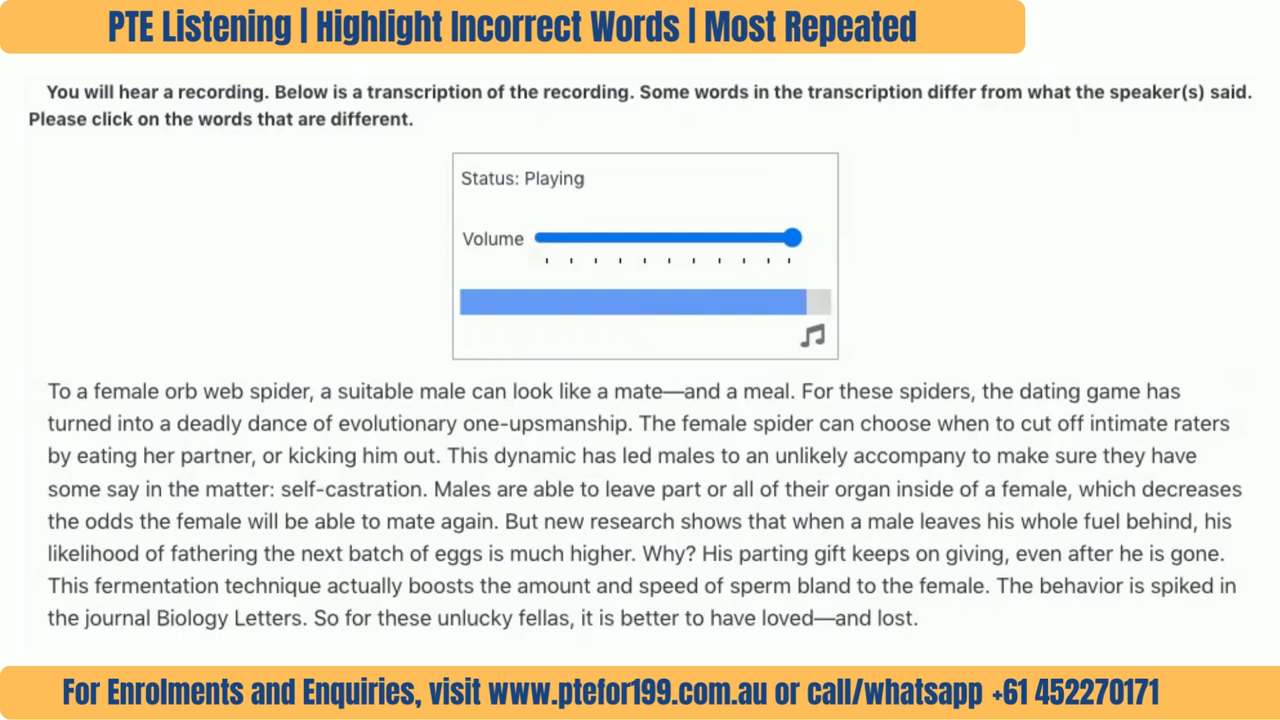 PTE Listening | Highlight Incorrect Words | Most Repeated
You will hear a recording. Below is a transcription of the recording. Some words in the transcription differ from what the speaker(s) said.
Please click on the words that are different.
Status: Playing
Volume
To a female orb web spider, a suitable male can look like a mate—and a meal. For these spiders, the dating game has
turned into a deadly dance of evolutionary one-upsmanship. The female spider can choose when to cut off intimate raters
by eating her partner, or kicking him out. This dynamic has led males to an unlikely accompany to make sure they have
some say in the matter: self-castration. Males are able to leave part or all of their organ inside of a female, which decreases
the odds the female will be able to mate again. But new research shows that when a male leaves his whole fuel behind, his
likelihood of fathering the next batch of eggs is much higher. Why? His parting gift keeps on giving, even after he is gone.
This fermentation technique actually boosts the amount and speed of sperm bland to the female. The behavior is spiked in
the journal Biology Letters. So for these unlucky fellas, it is better to have loved—and lost.
For Enrolments and Enquiries, visit www.ptefor199.com.au or call/whatsapp +61 452270171